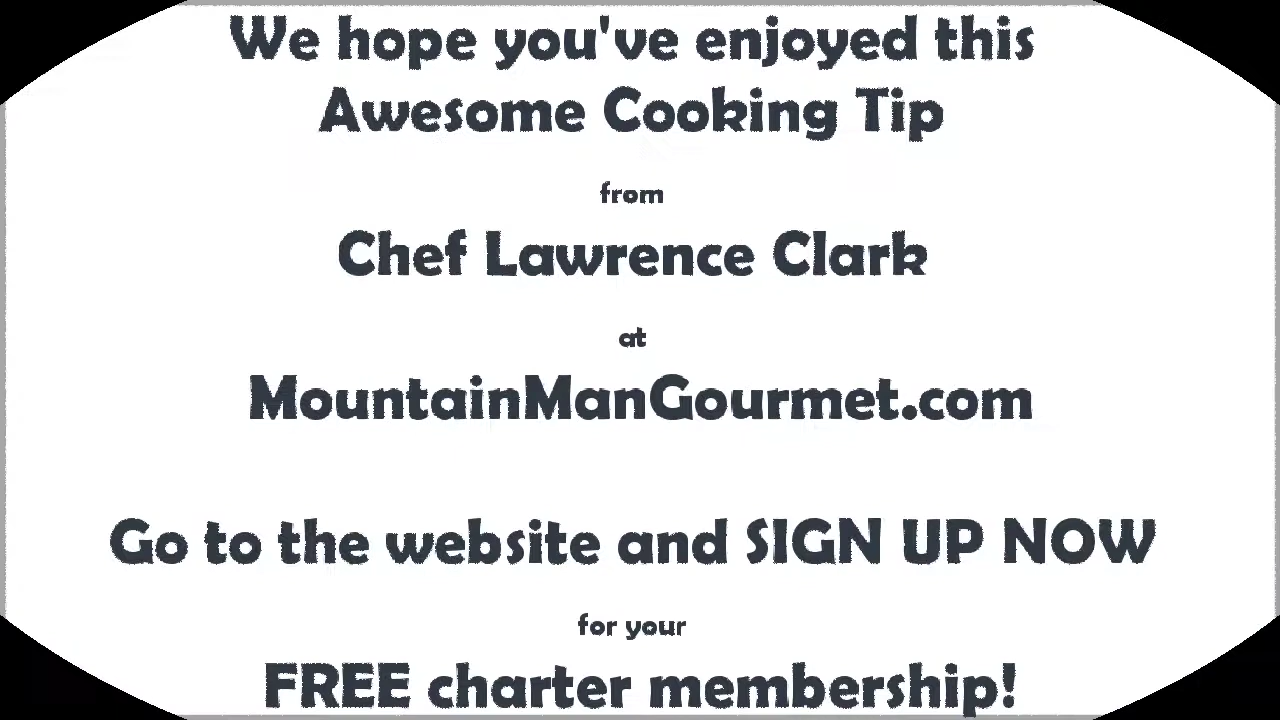 We hope you've enjoyed this
Awesome Cooking Tip
from
Chef Lawrence Clark
at
MountainManGourmet.com
Go to the website and SIGN UP NOW
for your
FREE charter membership!